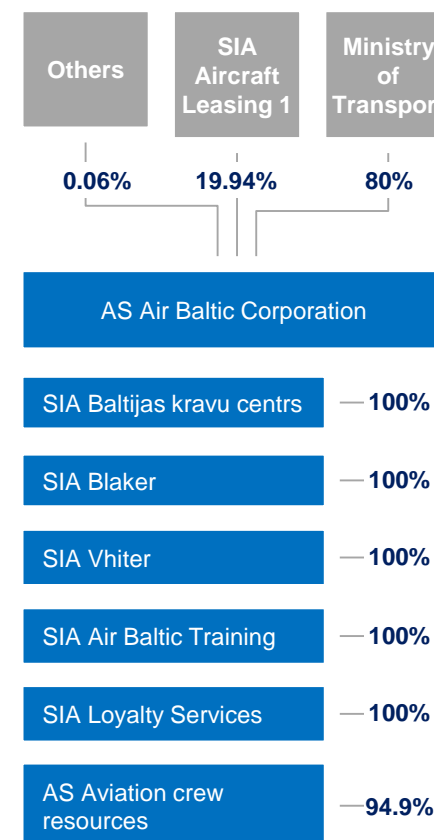 Others
SIA
Aircraft
Leasing 1
Ministry
of
Transpor
0.06%
19.94%
80%
AS Air Baltic Corporation
SIA Baltijas kravu centrs
100%
SIA Blaker
100%
SIA Vhiter
100%
SIA Air Baltic Training
100%
SIA Loyalty Services
100%
AS Aviation crew
resources
94.9%